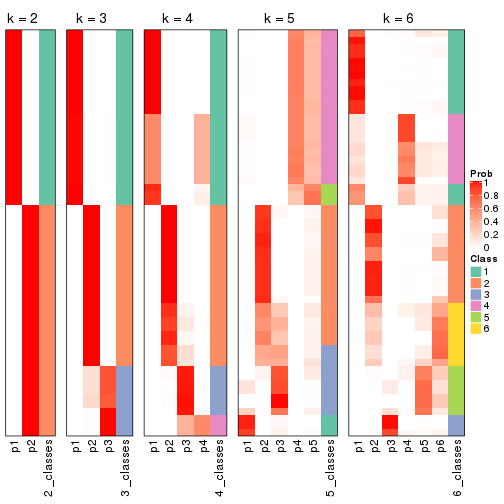 k = 2
k = 3
k = 4
k = 5
k = 6
p1
p2
2_classes
p1
p2
p3
3_classes
p1
p2
p3
p4
4_classes
p1
p2
p3
p4
p5
5_classes
p1
p2
p3
p4
p5
p6
6_classes
Prob
1
0.8
0.6
0.4
0.2
0
Class
1
2
3
4
5
6